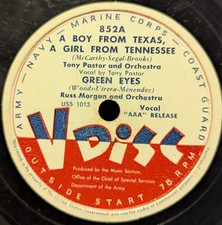 ARMY — NAVY — MARINE CORPS — COAST GUARD
852A
A BOY FROM TEXAS,
A GIRL FROM TENNESSEE
(McCarthy-Segal-Brooks)
Tony Pastor and Orchestra
Vocal by Tony Pastor
GREEN EYES
(Woods-Utrera-Menendez)
Russ Morgan and Orchestra
USS 1013
Vocal
"AAA" RELEASE
V Disc
Produced by the Music Section
Office of the Chief of Special Services
Department of the Army
OUTSIDE START 78 RPM